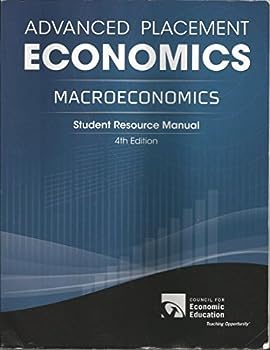 ADVANCED PLACEMENT
ECONOMICS
MACROECONOMICS
Student Resource Manual
4th Edition
COUNCIL FOR
Economic
Education
Teaching Opportunity®